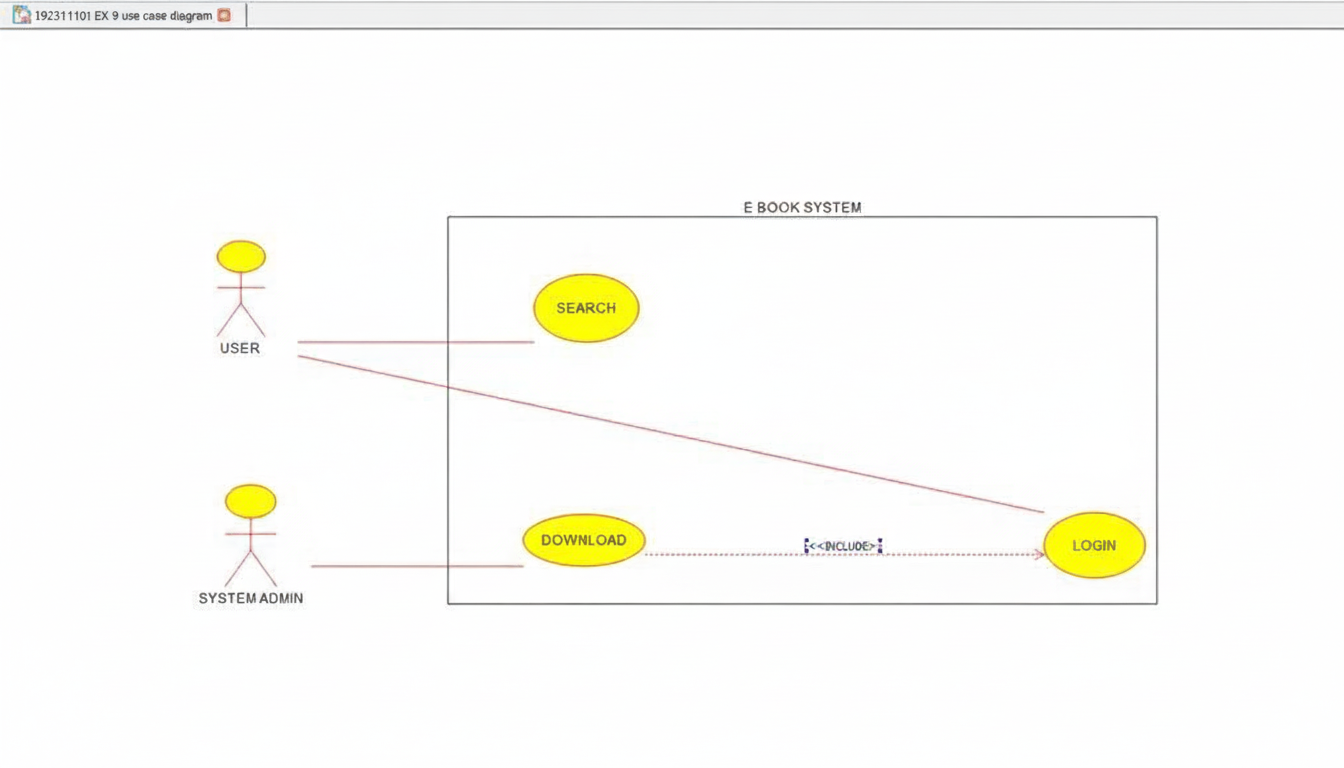 192311101 EX 9 use case diagram
E BOOK SYSTEM
SEARCH
USER
DOWNLOAD
<<INCLUDE>>
LOGIN
SYSTEM ADMIN